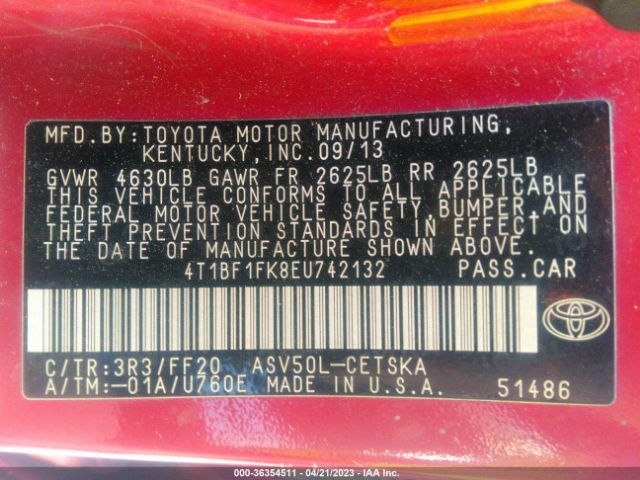 MFD.BY:TOYOTA MOTOR MANUFACTURING,
KENTUCKY,INC.09/13
GVWR 4630LB GAWR FR 2625LB RR 2625LB
THIS VEHICLE CONFORMS TO ALL APPLICABLE
FEDERAL MOTOR VEHICLE SAFETY,BUMPER,AND
THEFT PREVENTION STANDARDS IN EFFECT ON
THE DATE OF MANUFACTURE SHOWN ABOVE.
4T1BF1FK8EU742132 PASS.CAR
C/TR:3R3/FF20 ASV50L-CETSKA
A/TM:-01A/U760E MADE IN U.S.A. 51486
000-36354511 - 04/21/2023 - IAA Inc.